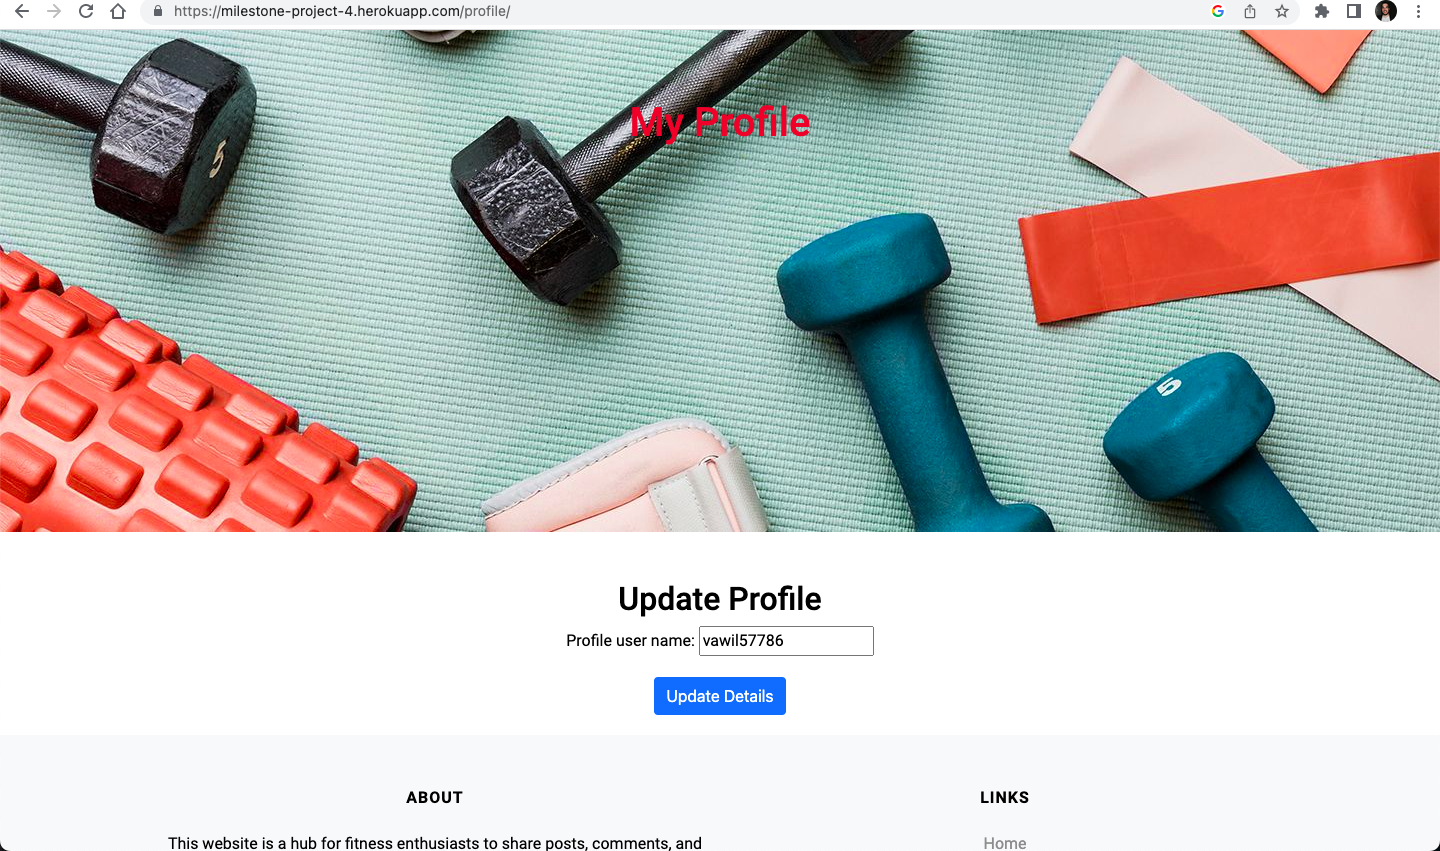 https://milestone-project-4.herokuapp.com/profile/
My Profile
5
5
Update Profile
Profile user name: vawil57786
Update Details
ABOUT
LINKS
This website is a hub for fitness enthusiasts to share posts, comments, and
Home